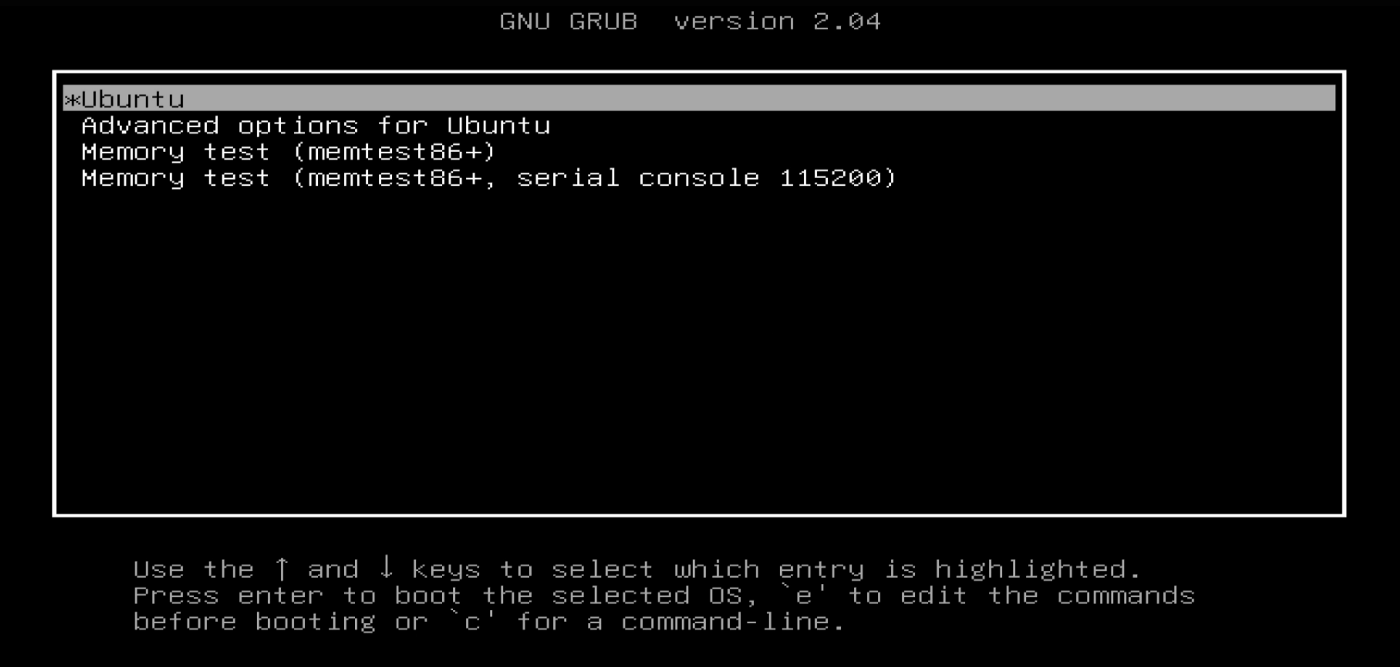 GNU GRUB  version 2.04
*Ubuntu
Advanced options for Ubuntu
Memory test (memtest86+)
Memory test (memtest86+, serial console 115200)
Use the ↑ and ↓ keys to select which entry is highlighted.
Press enter to boot the selected OS, `e' to edit the commands
before booting or `c' for a command-line.